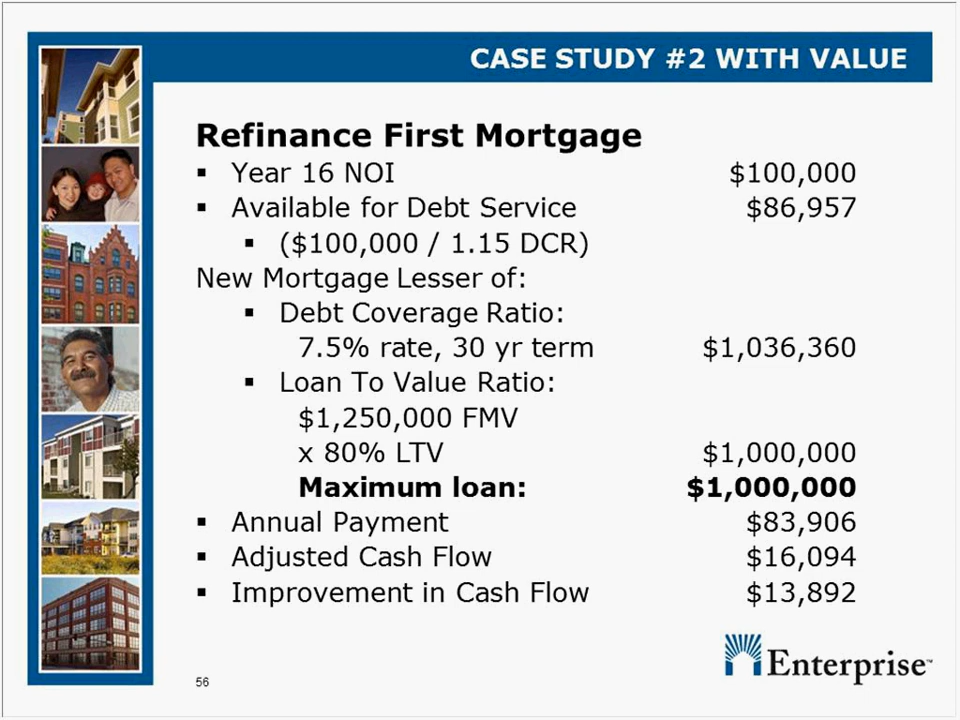 CASE STUDY #2 WITH VALUE
Refinance First Mortgage
▪ Year 16 NOI $100,000
▪ Available for Debt Service $86,957
▪ ($100,000 / 1.15 DCR)
New Mortgage Lesser of:
▪ Debt Coverage Ratio:
7.5% rate, 30 yr term $1,036,360
▪ Loan To Value Ratio:
$1,250,000 FMV
x 80% LTV $1,000,000
Maximum loan: $1,000,000
▪ Annual Payment $83,906
▪ Adjusted Cash Flow $16,094
▪ Improvement in Cash Flow $13,892
Enterprise™
56